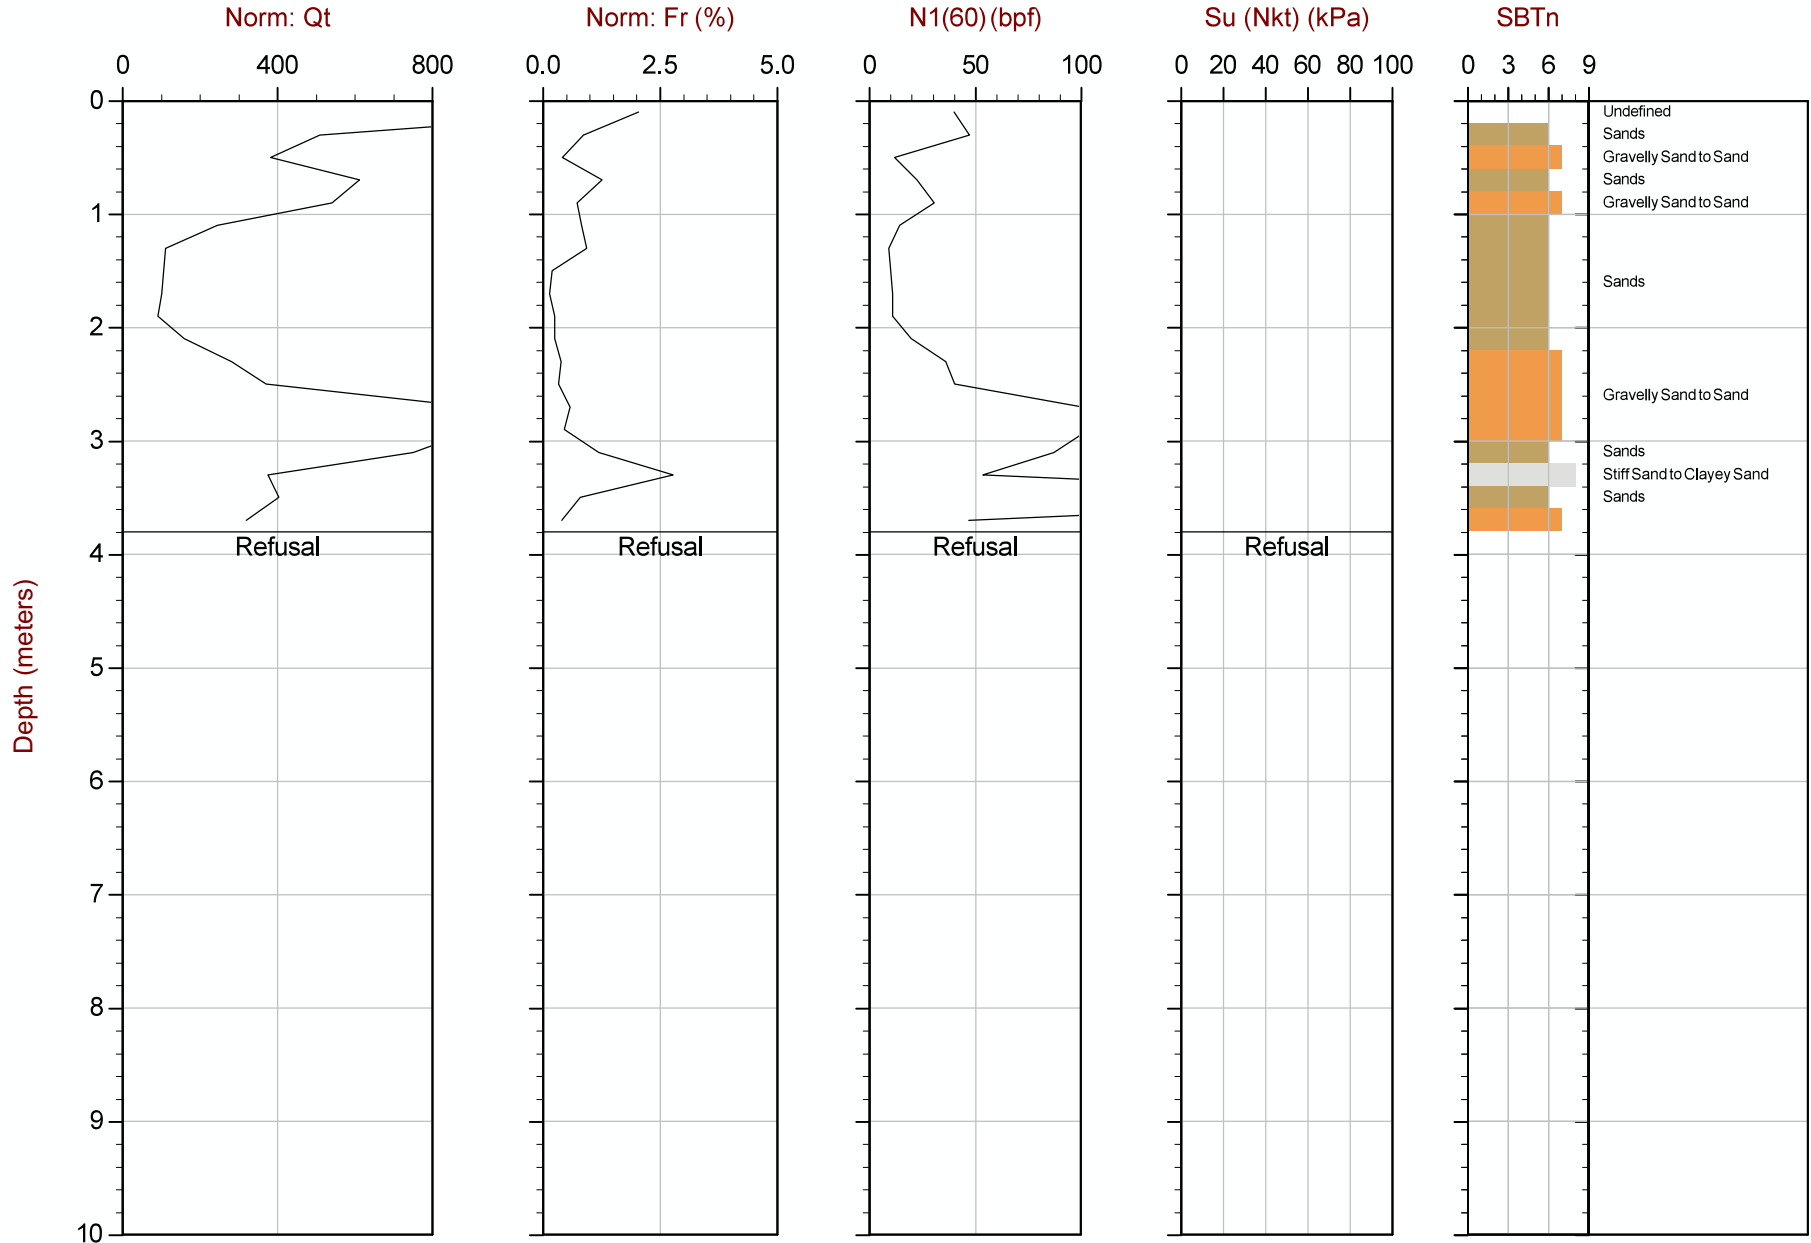 Norm: Qt Norm: Fr (%) N1(60) (bpf) Su (Nkt) (kPa) SBTn
0 400 800 0.0 2.5 5.0 0 50 100 0 20 40 60 80 100 0 3 6 9
0
Undefined
Sands
Gravelly Sand to Sand
Sands
Gravelly Sand to Sand
1
Sands
2
Gravelly Sand to Sand
3
Sands
Stiff Sand to Clayey Sand
Sands
Refusal Refusal Refusal Refusal
4
5
Depth (meters)
6
7
8
9
10